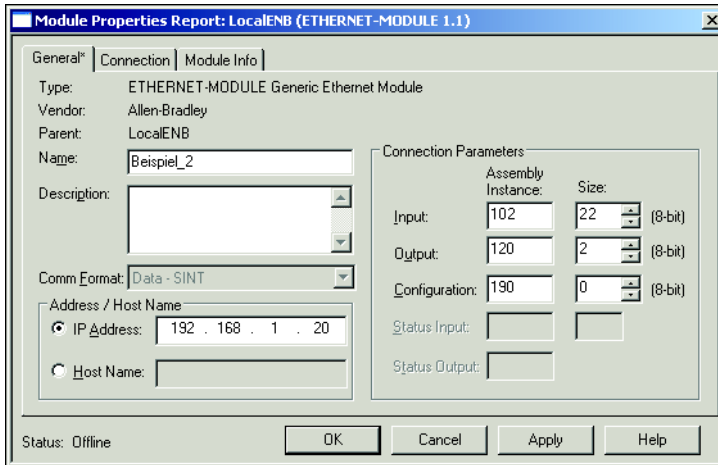 Module Properties Report: LocalENB (ETHERNET-MODULE 1.1)
General* Connection Module Info
Type: ETHERNET-MODULE Generic Ethernet Module
Vendor: Allen-Bradley
Parent: LocalENB
Name: Beispiel_2
Description:
Comm Format: Data - SINT
Address / Host Name
IP Address: 192 . 168 . 1 . 20
Host Name:
Connection Parameters
Assembly
Instance: Size:
Input: 102 22 (8-bit)
Output: 120 2 (8-bit)
Configuration: 190 0 (8-bit)
Status Input:
Status Output:
Status: Offline OK Cancel Apply Help